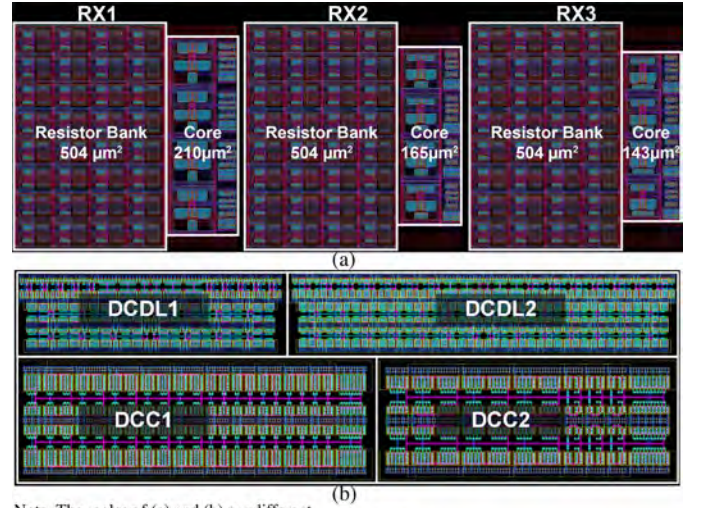 RX1 RX2 RX3
Resistor Bank Core Resistor Bank Core Resistor Bank Core
504 μm² 210μm² 504 μm² 165μm² 504 μm² 143μm²
(a)
DCDL1 DCDL2
DCC1 DCC2
(b)